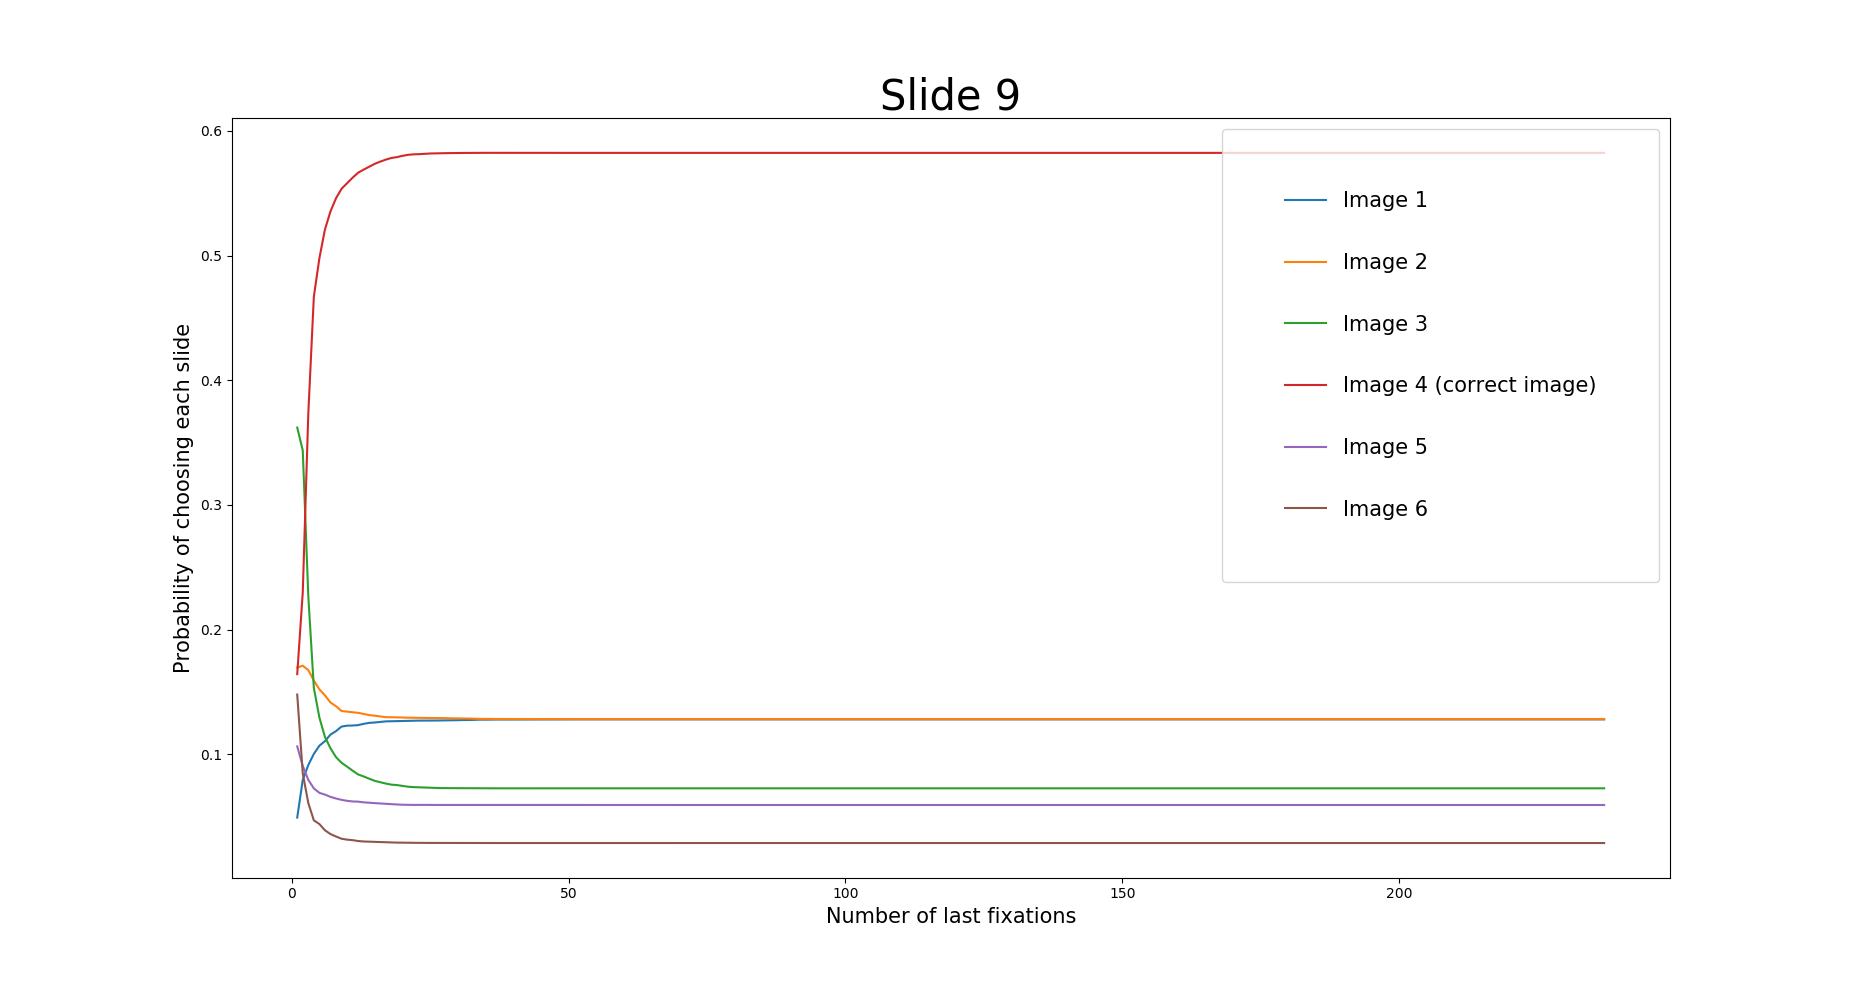 Slide 9
0.6
0.5
0.4
0.3
0.2
0.1
Probability of choosing each slide
Image 1
Image 2
Image 3
Image 4 (correct image)
Image 5
Image 6
0 50 100 150 200
Number of last fixations